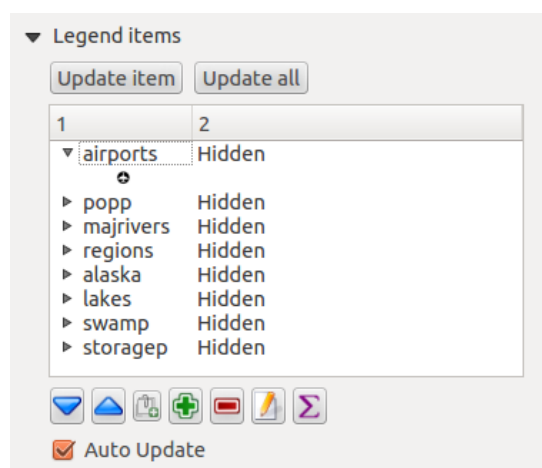 Legend items
Update item Update all
1 2
airports Hidden
popp Hidden
majrivers Hidden
regions Hidden
alaska Hidden
lakes Hidden
swamp Hidden
storagep Hidden
Σ
Auto Update